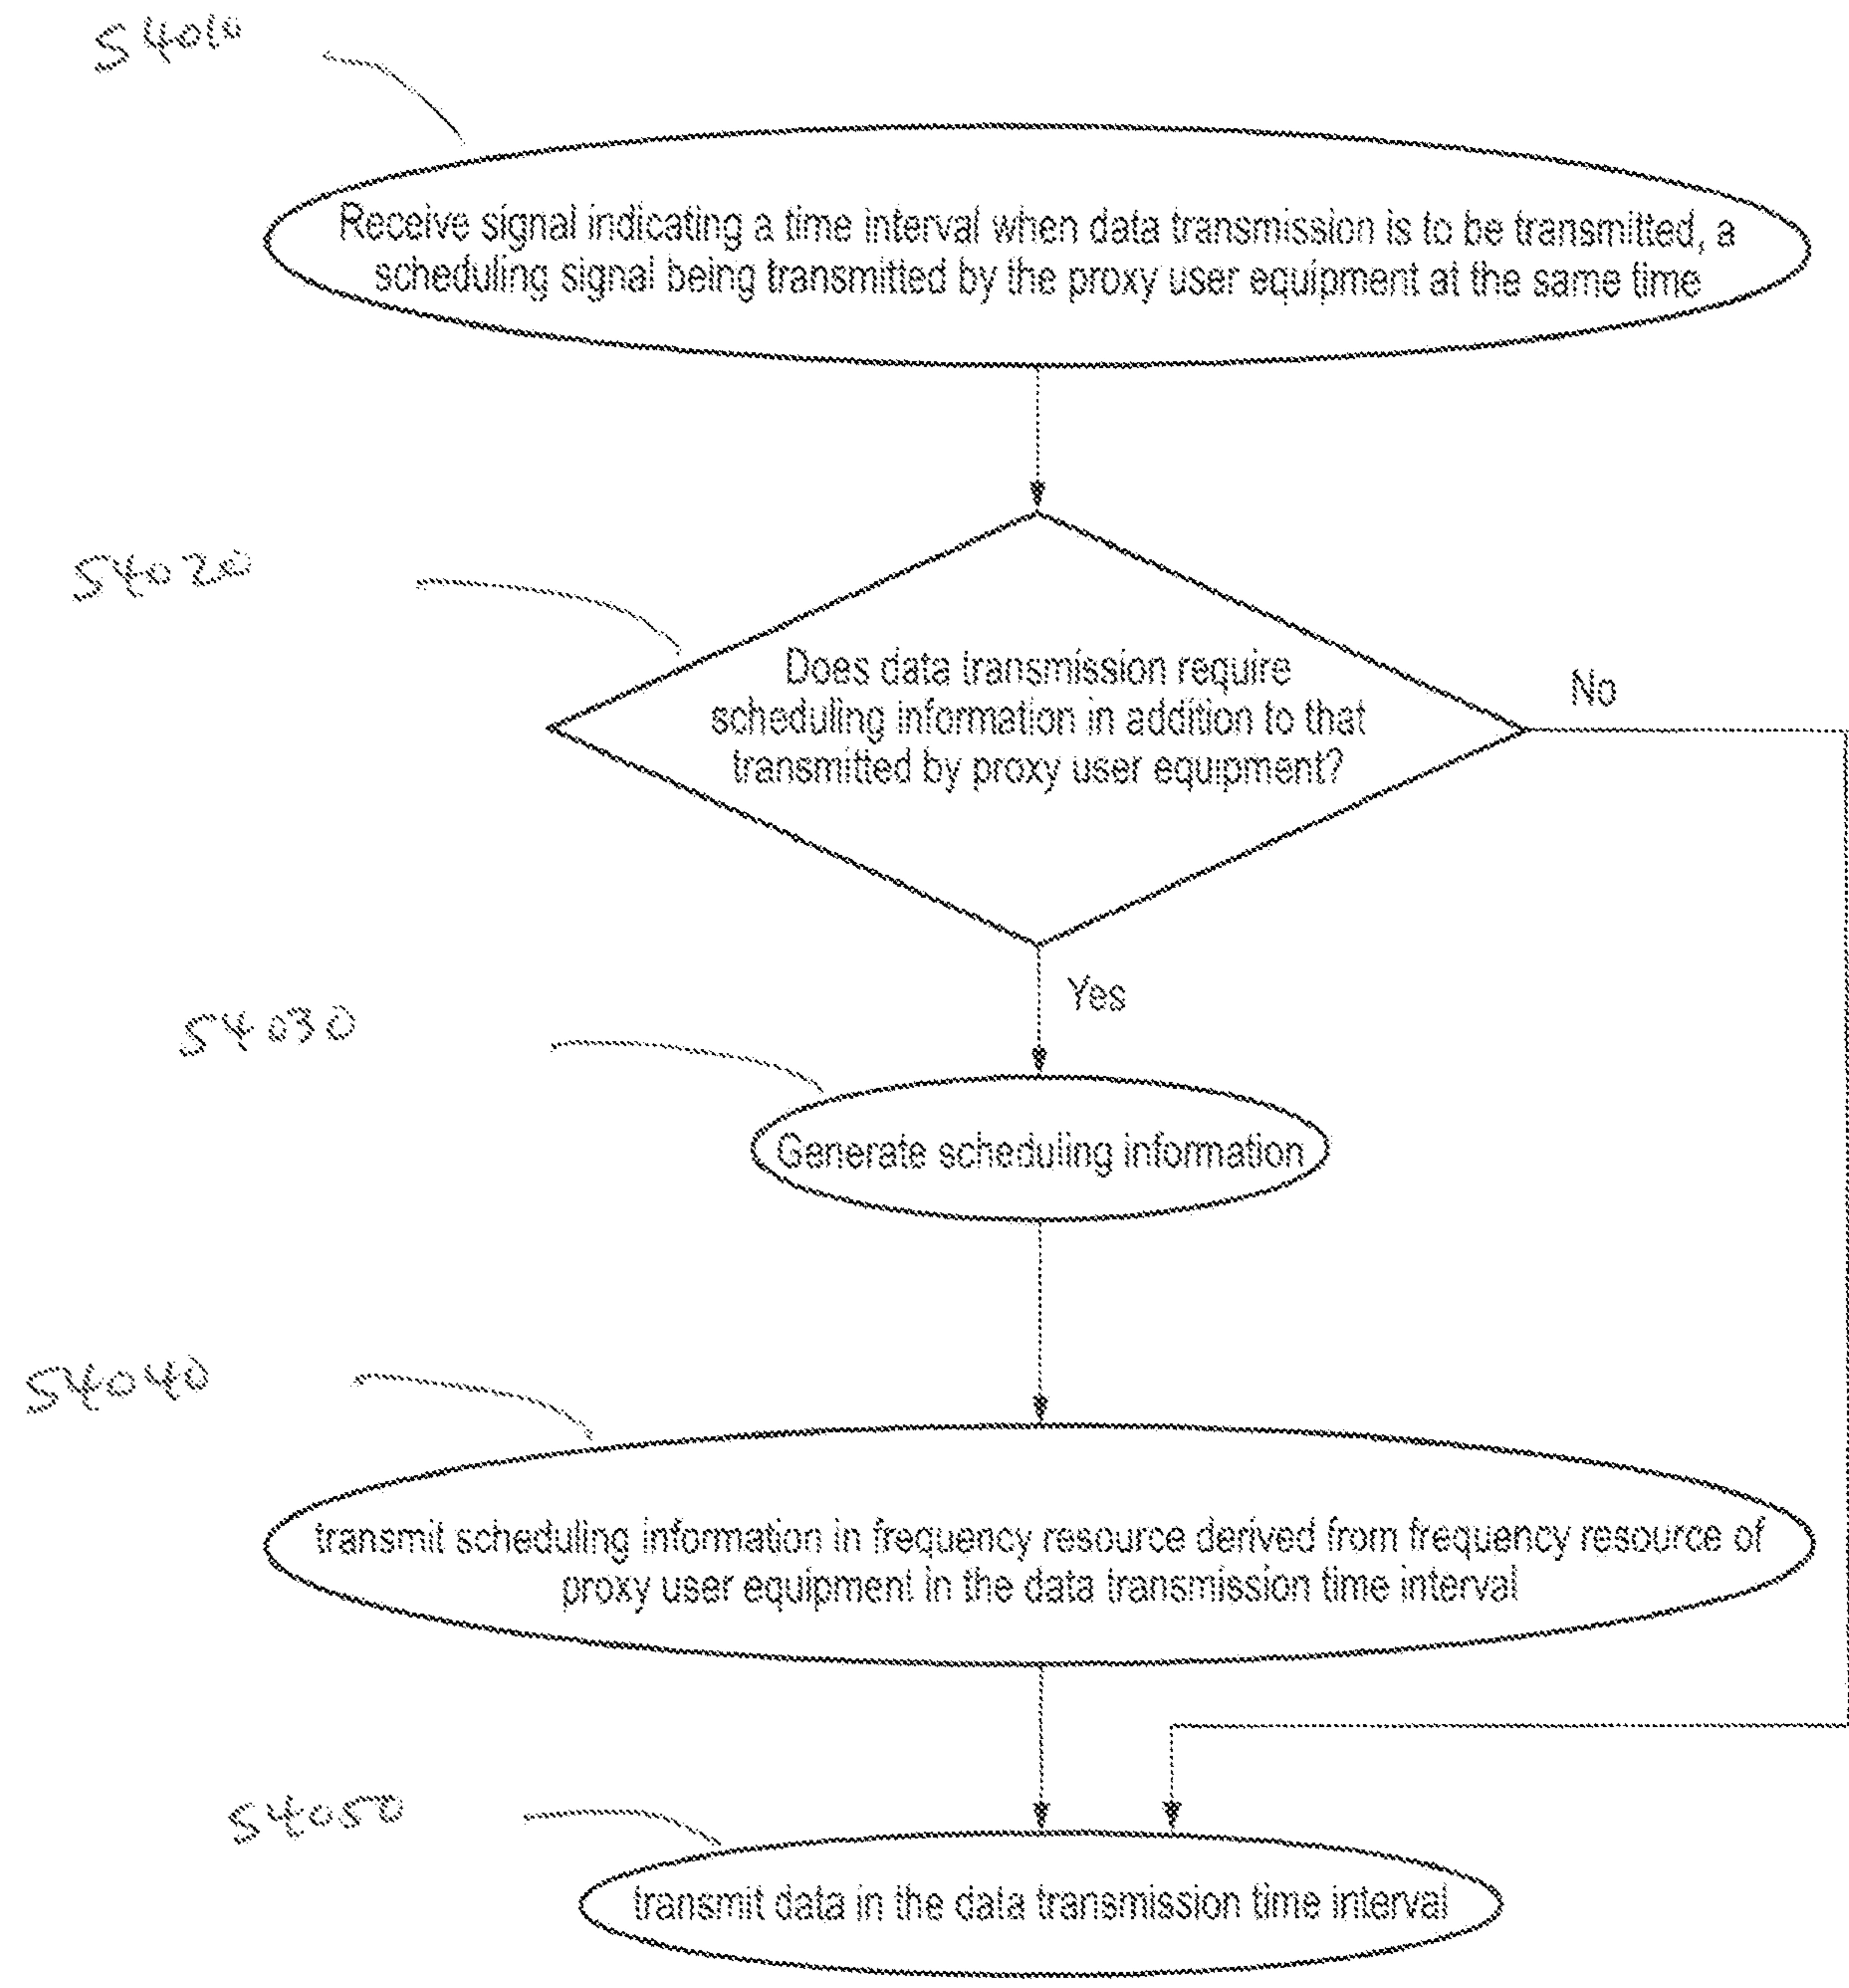 S4010
Receive signal indicating a time interval when data transmission is to be transmitted, a
scheduling signal being transmitted by the proxy user equipment at the same time
S4020
Does data transmission require
scheduling information in addition to that
transmitted by proxy user equipment?
No
Yes
S4030
Generate scheduling information
S4040
transmit scheduling information in frequency resource derived from frequency resource of
proxy user equipment in the data transmission time interval
S4050
transmit data in the data transmission time interval